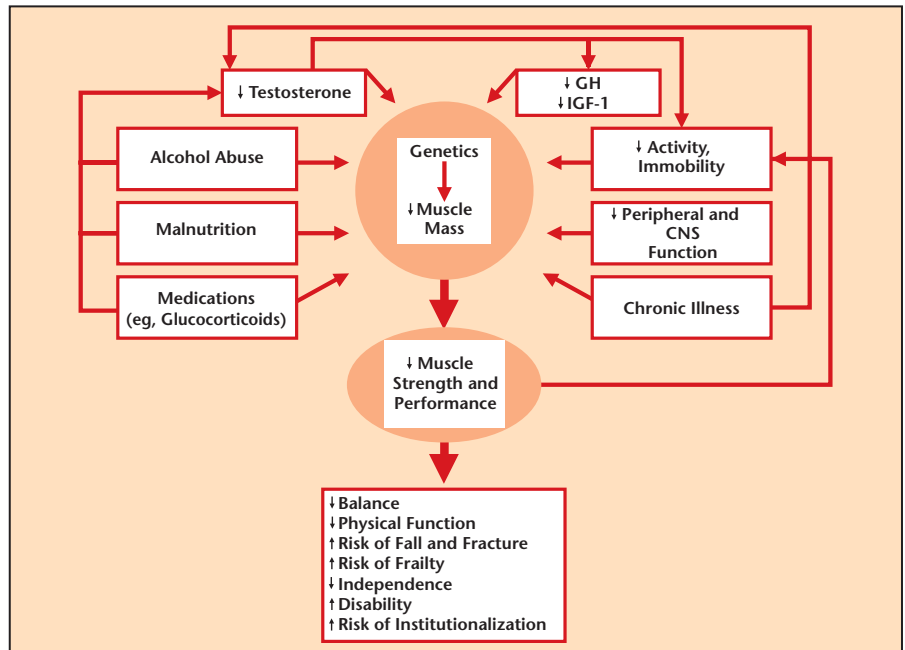 ↓ Testosterone
↓ GH
↓ IGF-1
Alcohol Abuse
Genetics
↓ Muscle
Mass
↓ Activity,
Immobility
Malnutrition
↓ Peripheral and
CNS
Function
Medications
(eg, Glucocorticoids)
Chronic Illness
↓ Muscle
Strength and
Performance
↓ Balance
↓ Physical Function
↑ Risk of Fall and Fracture
↑ Risk of Frailty
↓ Independence
↑ Disability
↑ Risk of Institutionalization